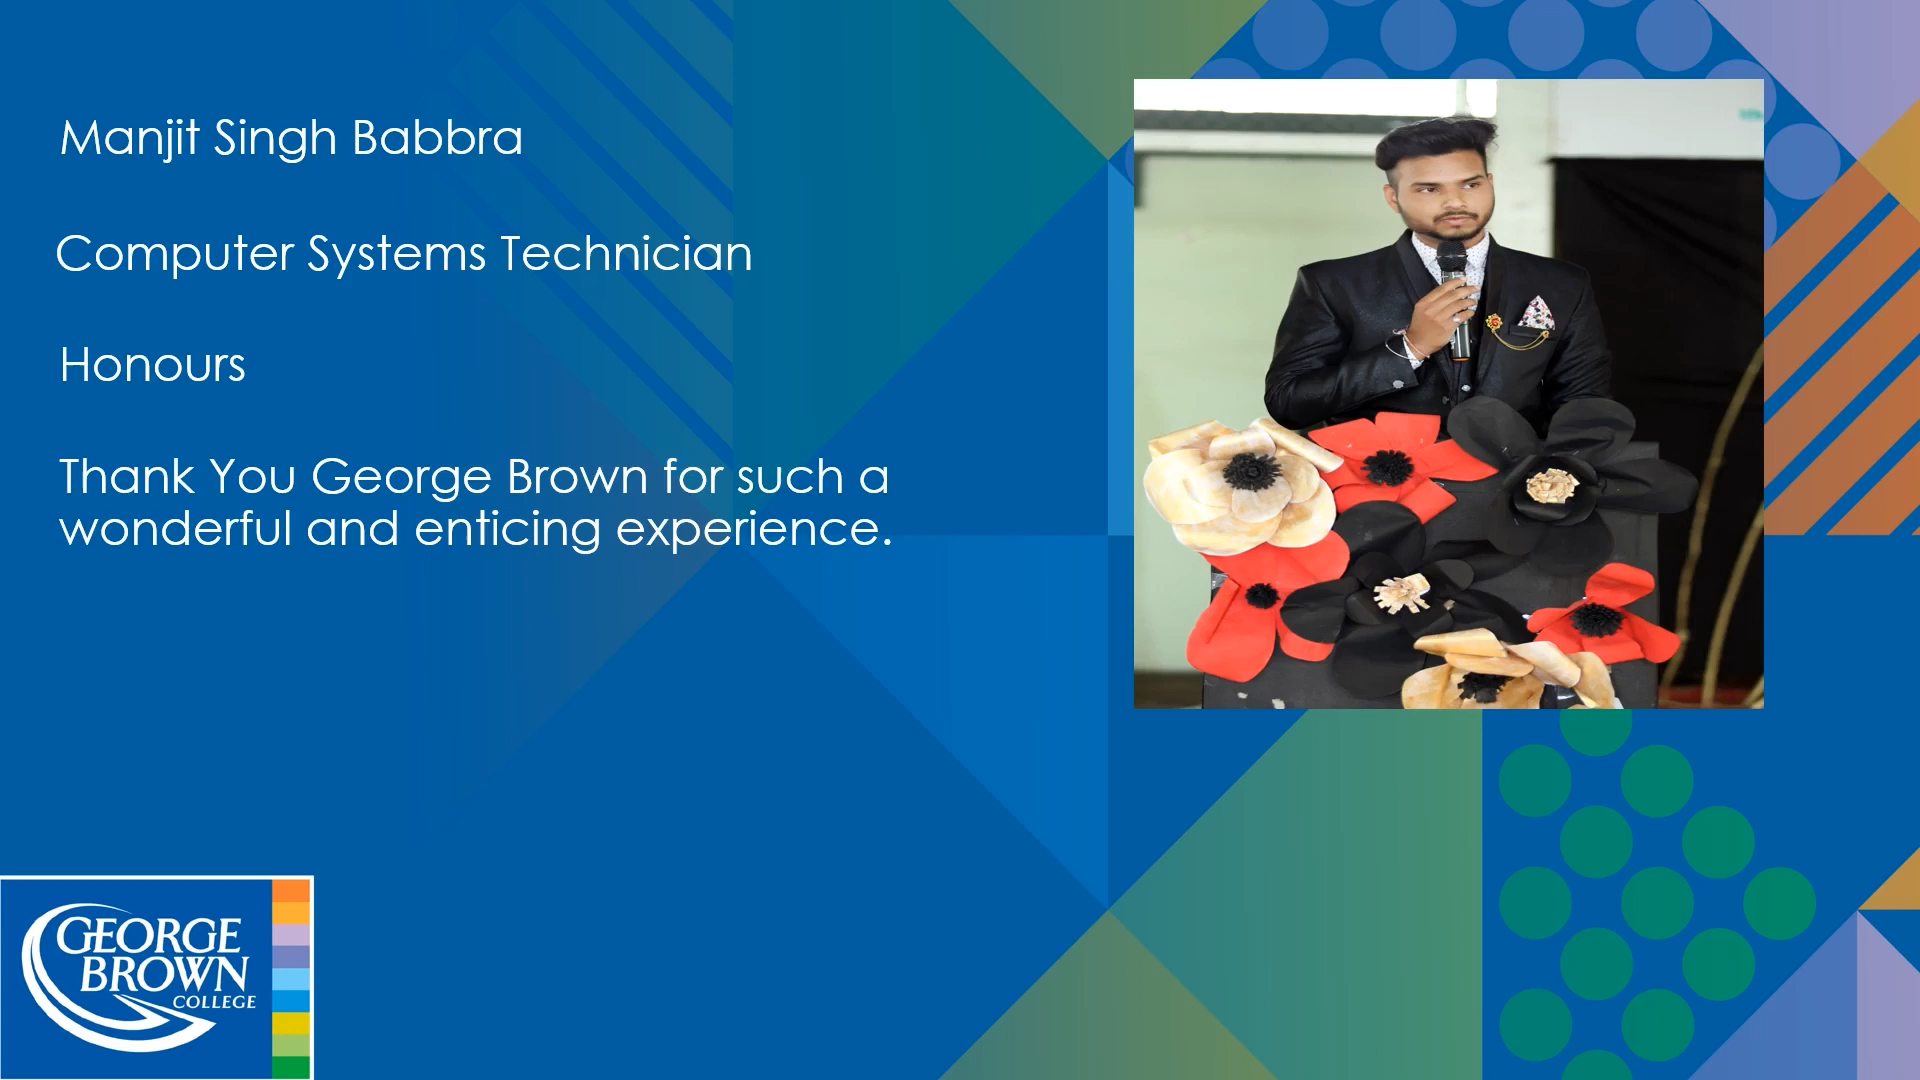 Manjit Singh Babbra
Computer Systems Technician
Honours
Thank You George Brown for such a
wonderful and enticing experience.
GEORGE
BROWN
COLLEGE